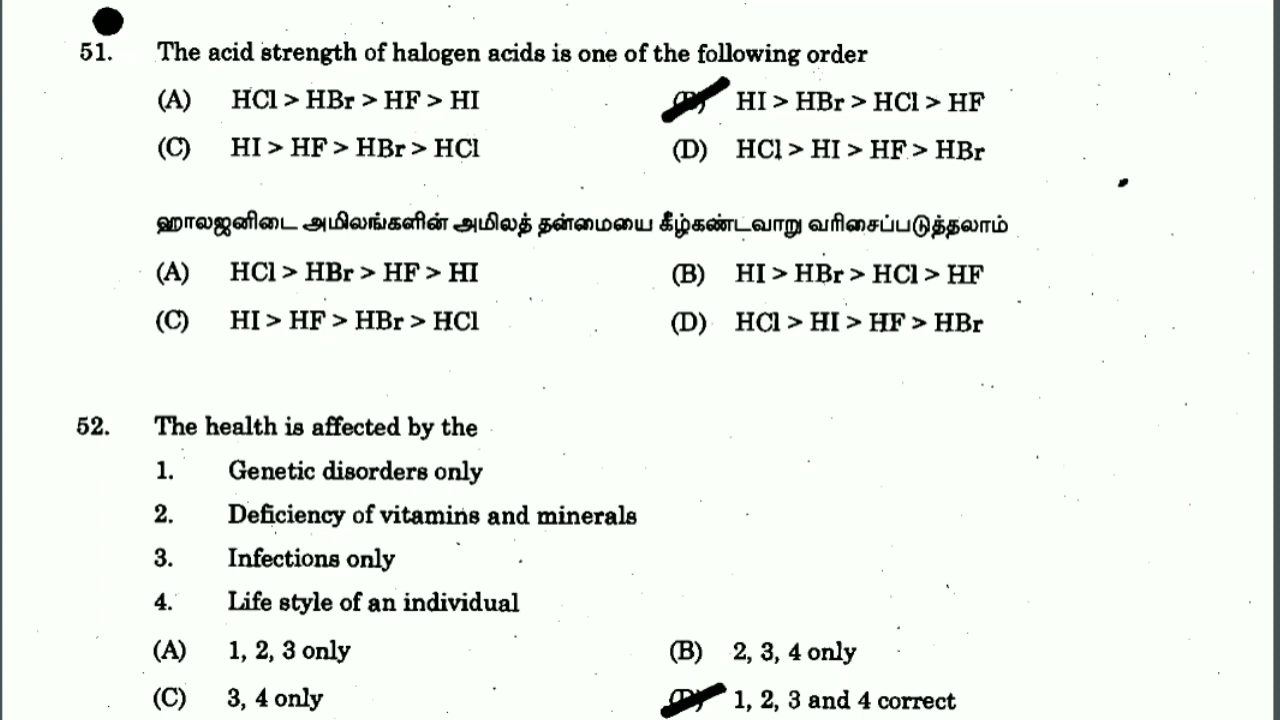 51. The acid strength of halogen acids is one of the following order
(A) HCl > HBr > HF > HI HI > HBr > HCl > HF
(C) HI > HF > HBr > HCl (D) HCl > HI > HF > HBr
ஹாலஜனிடை அமிலங்களின் அமிலத் தன்மையை கீழ்கண்டவாறு வரிசைப்படுத்தலாம்
(A) HCl > HBr > HF > HI (B) HI > HBr > HCl > HF
(C) HI > HF > HBr > HCl (D) HCl > HI > HF > HBr
52. The health is affected by the
1. Genetic disorders only
2. Deficiency of vitamins and minerals
3. Infections only
4. Life style of an individual
(A) 1, 2, 3 only (B) 2, 3, 4 only
(C) 3, 4 only 1, 2, 3 and 4 correct